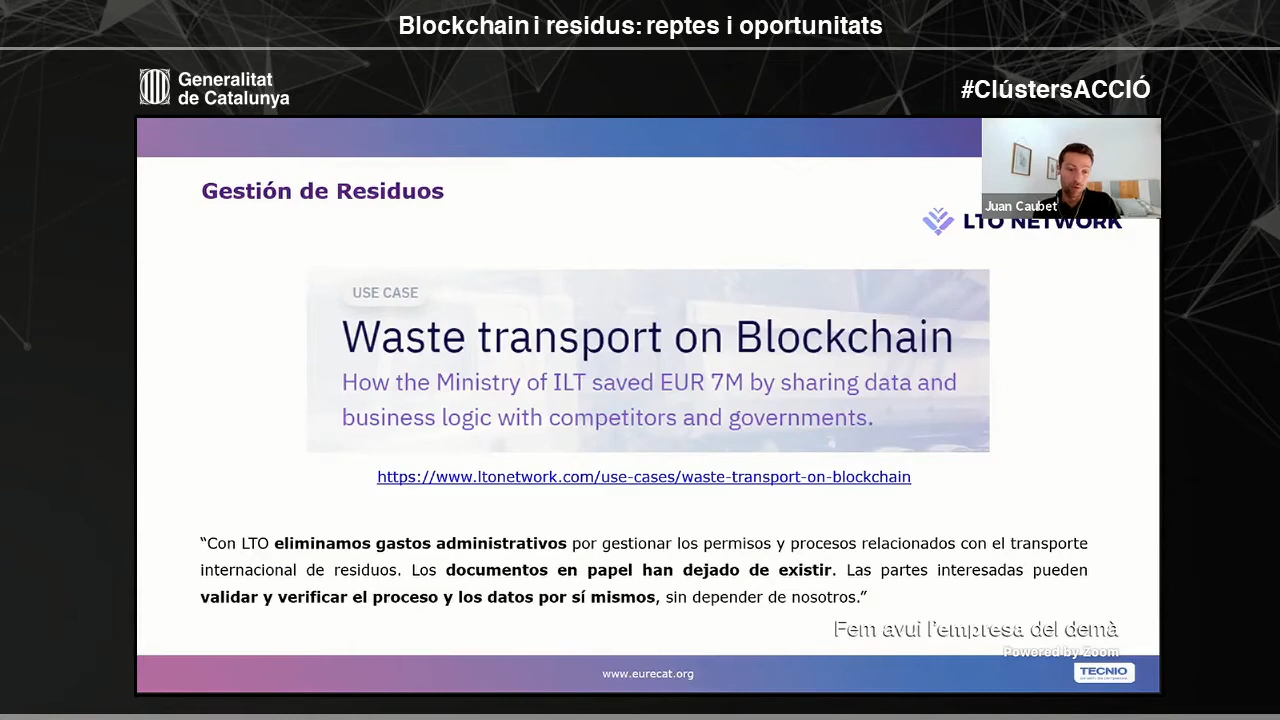 Blockchain i residus: reptes i oportunitats
Generalitat
de Catalunya
#ClústersACCIÓ
Gestión de Residuos
Juan Caubet
LTO NETWORK
USE CASE
Waste transport on Blockchain
How the Ministry of ILT saved EUR 7M by sharing data and
business logic with competitors and governments.
https://www.ltonetwork.com/use-cases/waste-transport-on-blockchain
“Con LTO eliminamos gastos administrativos por gestionar los permisos y procesos relacionados con el transporte
internacional de residuos. Los documentos en papel han dejado de existir. Las partes interesadas pueden
validar y verificar el proceso y los datos por sí mismos, sin depender de nosotros.”
Fem avui l'empresa del demà
Powered by Zoom
www.eurecat.org
TECNIO